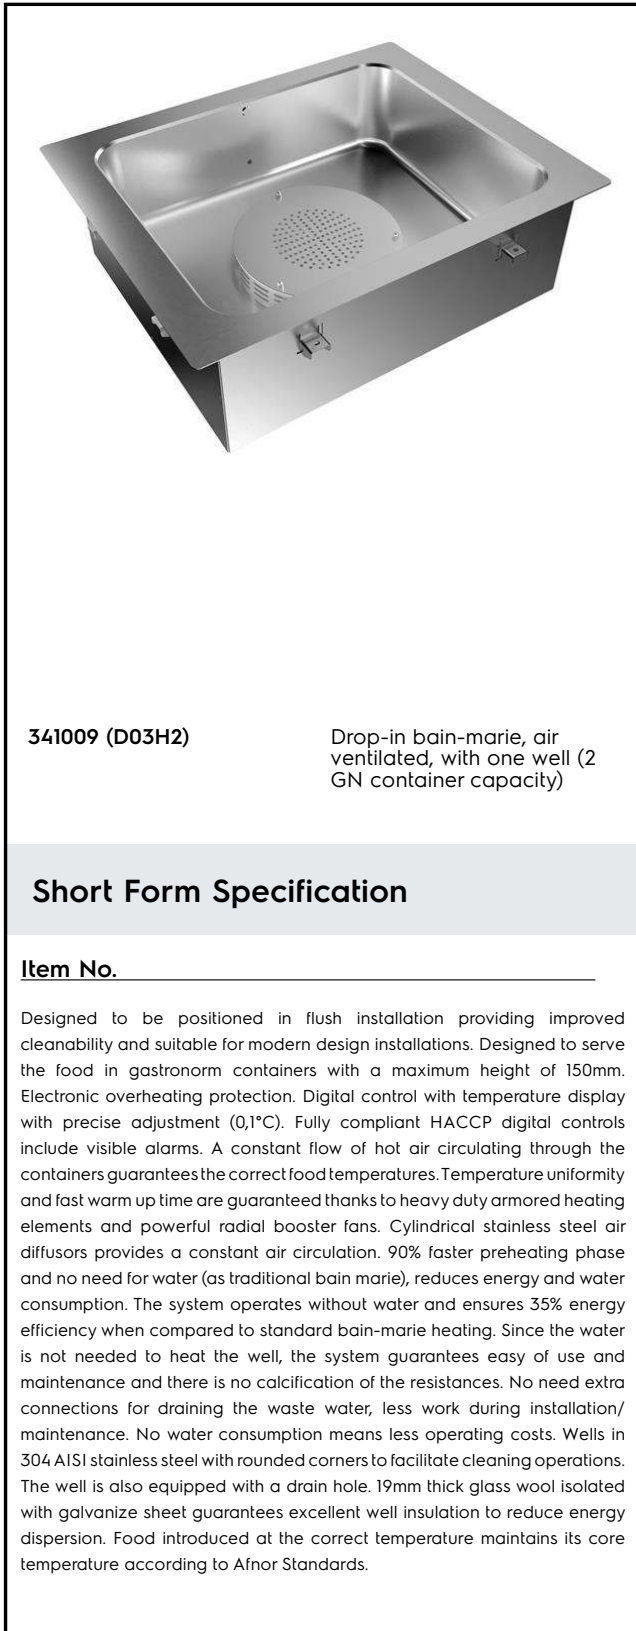 341009 (D03H2)
Drop-in bain-marie, air
ventilated, with one well (2
GN container capacity)
Short Form Specification
Item No.
Designed to be positioned in flush installation providing improved
cleanability and suitable for modern design installations. Designed to serve
the food in gastronorm containers with a maximum height of 150mm.
Electronic overheating protection. Digital control with temperature display
with precise adjustment (0,1°C). Fully compliant HACCP digital controls
include visible alarms. A constant flow of hot air circulating through the
containers guarantees the correct food temperatures. Temperature uniformity
and fast warm up time are guaranteed thanks to heavy duty armored heating
elements and powerful radial booster fans. Cylindrical stainless steel air
diffusors provides a constant air circulation. 90% faster preheating phase
and no need for water (as traditional bain marie), reduces energy and water
consumption. The system operates without water and ensures 35% energy
efficiency when compared to standard bain-marie heating. Since the water
is not needed to heat the well, the system guarantees easy of use and
maintenance and there is no calcification of the resistances. No need extra
connections for draining the waste water, less work during installation/
maintenance. No water consumption means less operating costs. Wells in
304 AISI stainless steel with rounded corners to facilitate cleaning operations.
The well is also equipped with a drain hole. 19mm thick glass wool isolated
with galvanize sheet guarantees excellent well insulation to reduce energy
dispersion. Food introduced at the correct temperature maintains its core
temperature according to Afnor Standards.